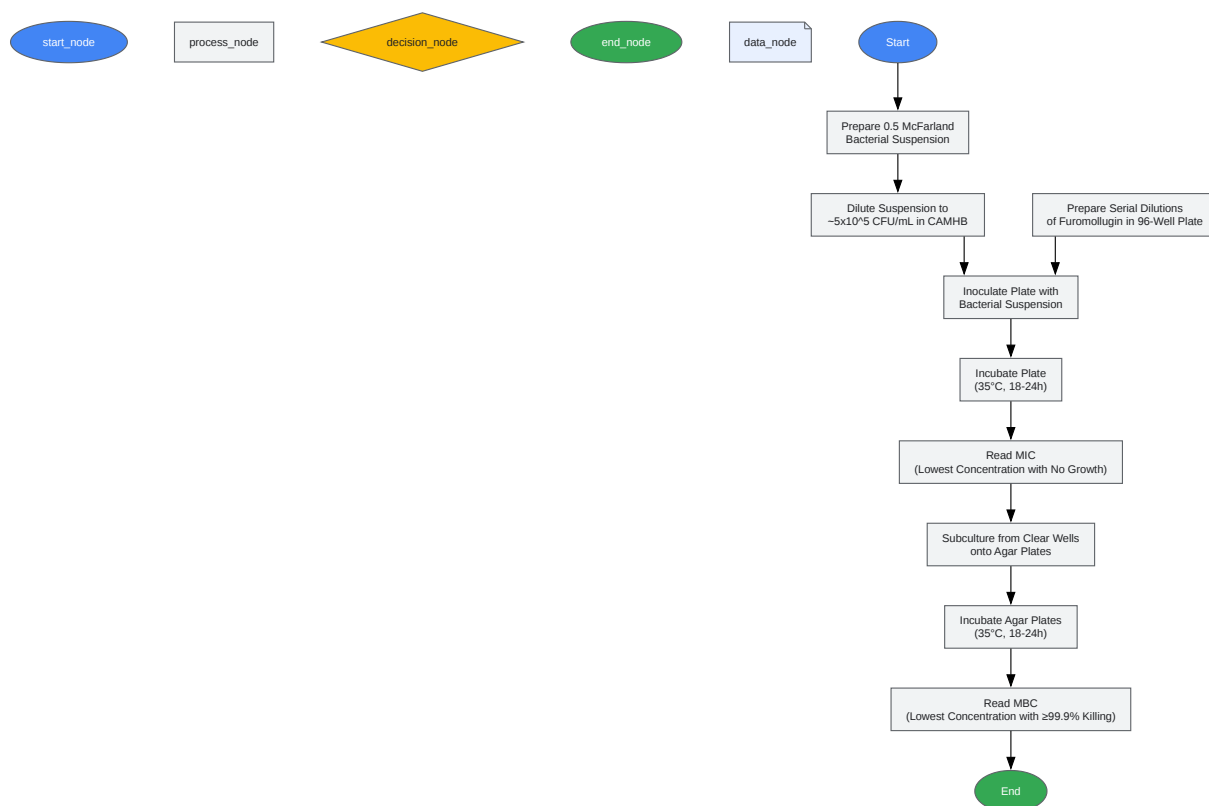 start_node
process_node
decision_node
end_node
data_node
Start
Prepare 0.5 McFarland
Bacterial Suspension
Dilute Suspension to
~5x10^5 CFU/mL in CAMHB
Prepare Serial Dilutions
of Furomollugin in 96-Well Plate
Inoculate Plate with
Bacterial Suspension
Incubate Plate
(35°C, 18-24h)
Read MIC
(Lowest Concentration with No Growth)
Subculture from Clear Wells
onto Agar Plates
Incubate Agar Plates
(35°C, 18-24h)
Read MBC
(Lowest Concentration with ≥99.9% Killing)
End